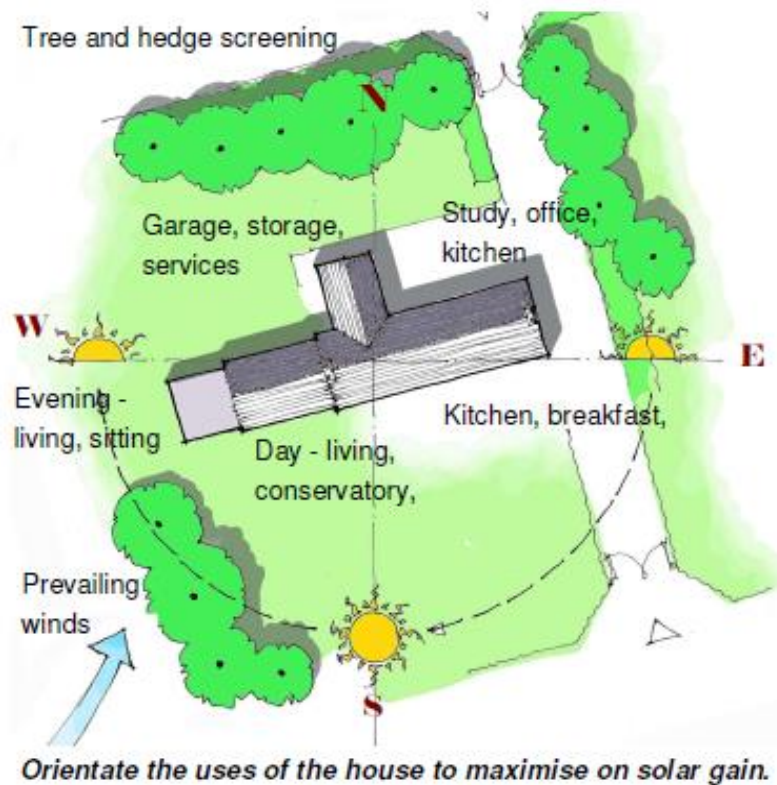 Tree and hedge screening
N
Garage, storage,
services
Study, office,
kitchen
W
E
Evening -
living, sitting
Kitchen, breakfast,
Day - living,
conservatory,
Prevailing
winds
S
Orientate the uses of the house to maximise on solar gain.